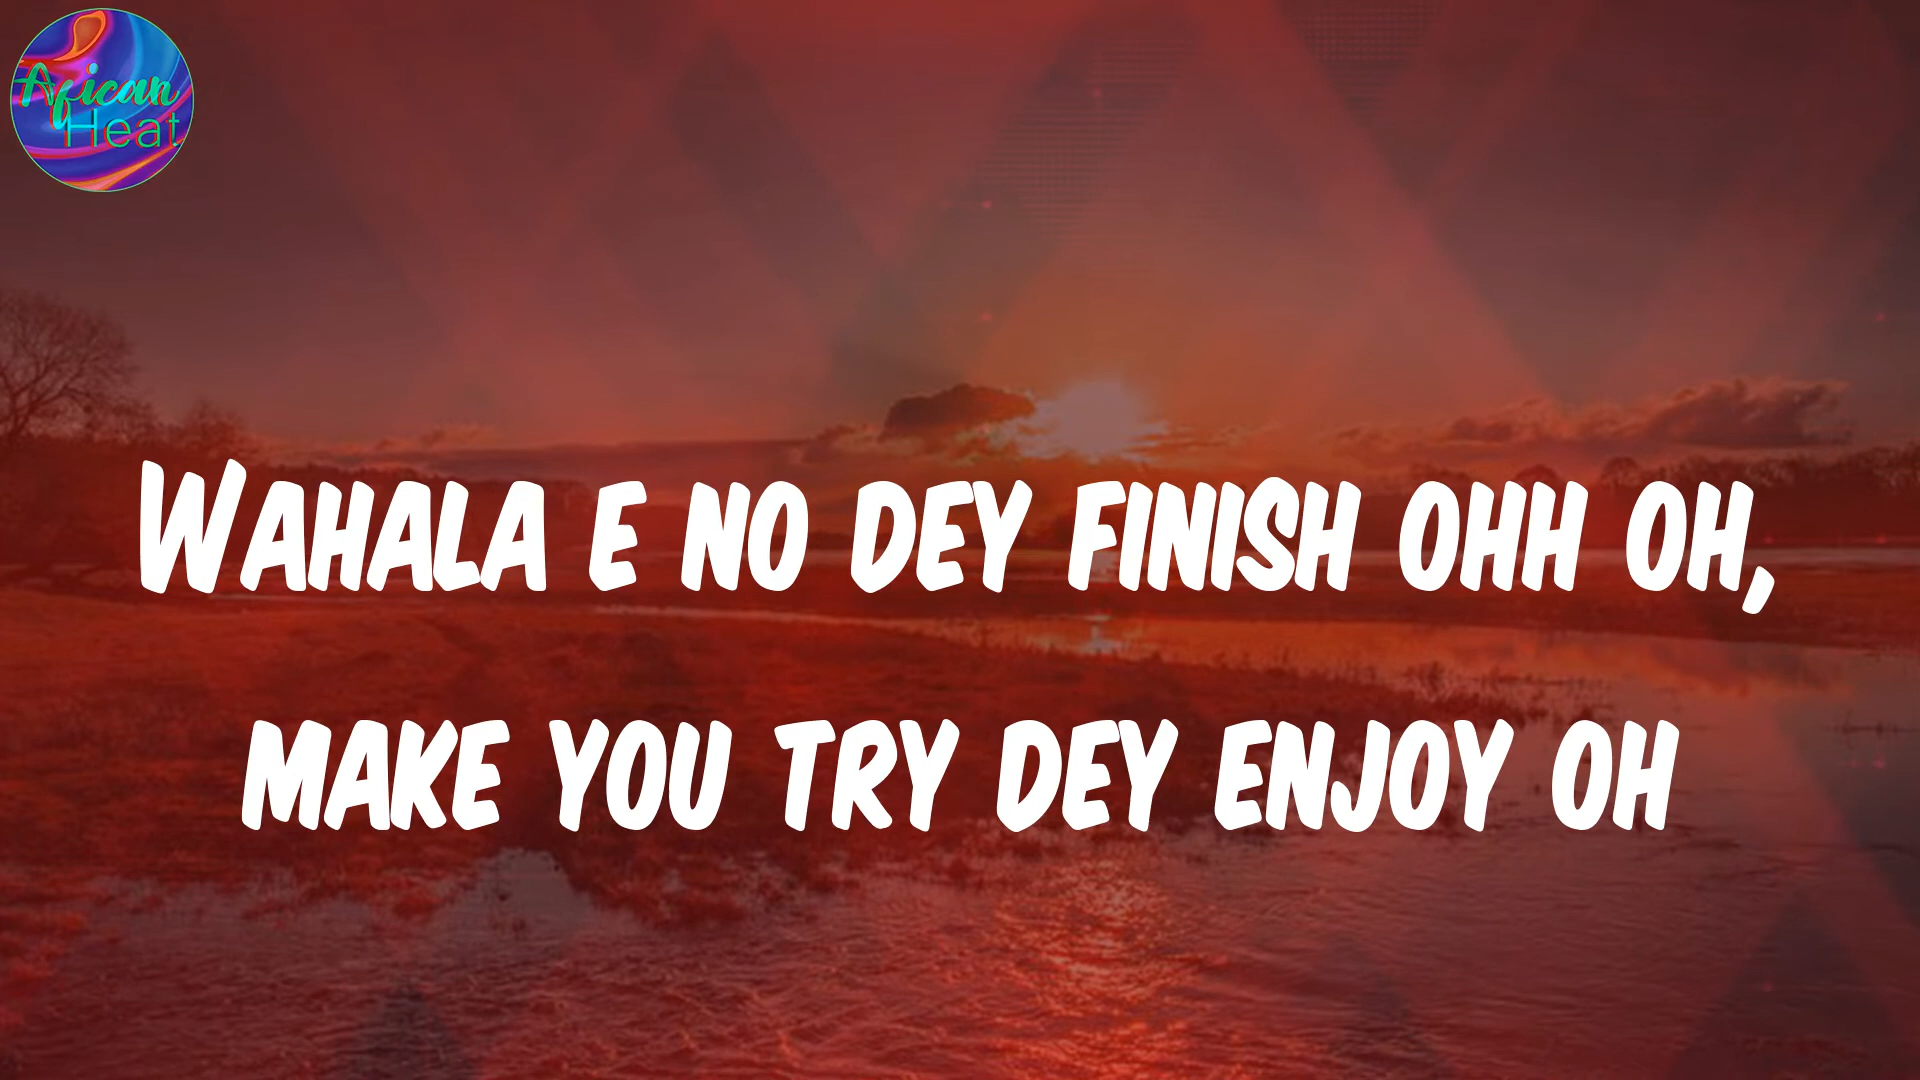 African
Heat
Wahala e no dey finish ohh oh,
make you try dey enjoy oh